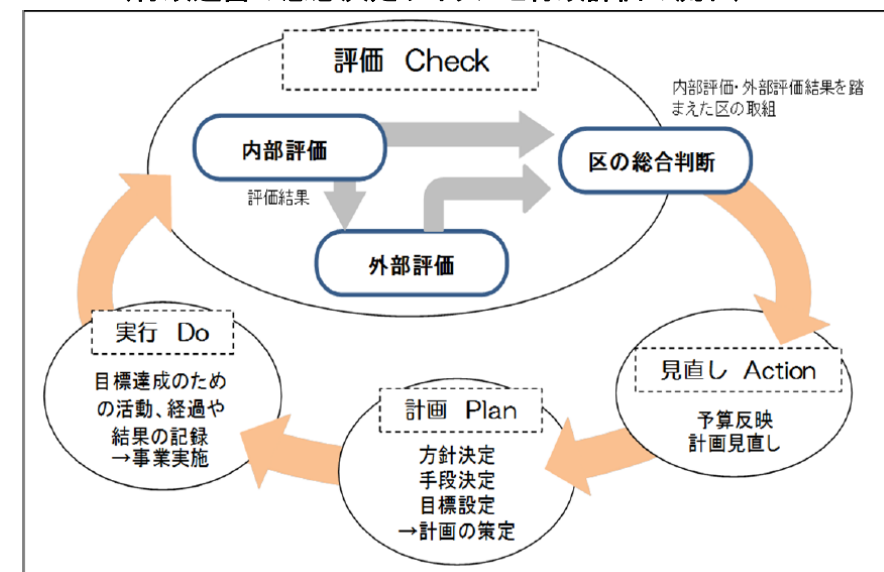 評価 Check
内部評価・外部評価結果を踏
まえた区の取組
内部評価
区の総合判断
評価結果
外部評価
実行 Do
目標達成のため
の活動、経過や
結果の記録
→事業実施
計画 Plan
方針決定
手段決定
目標設定
→計画の策定
見直し Action
予算反映
計画見直し